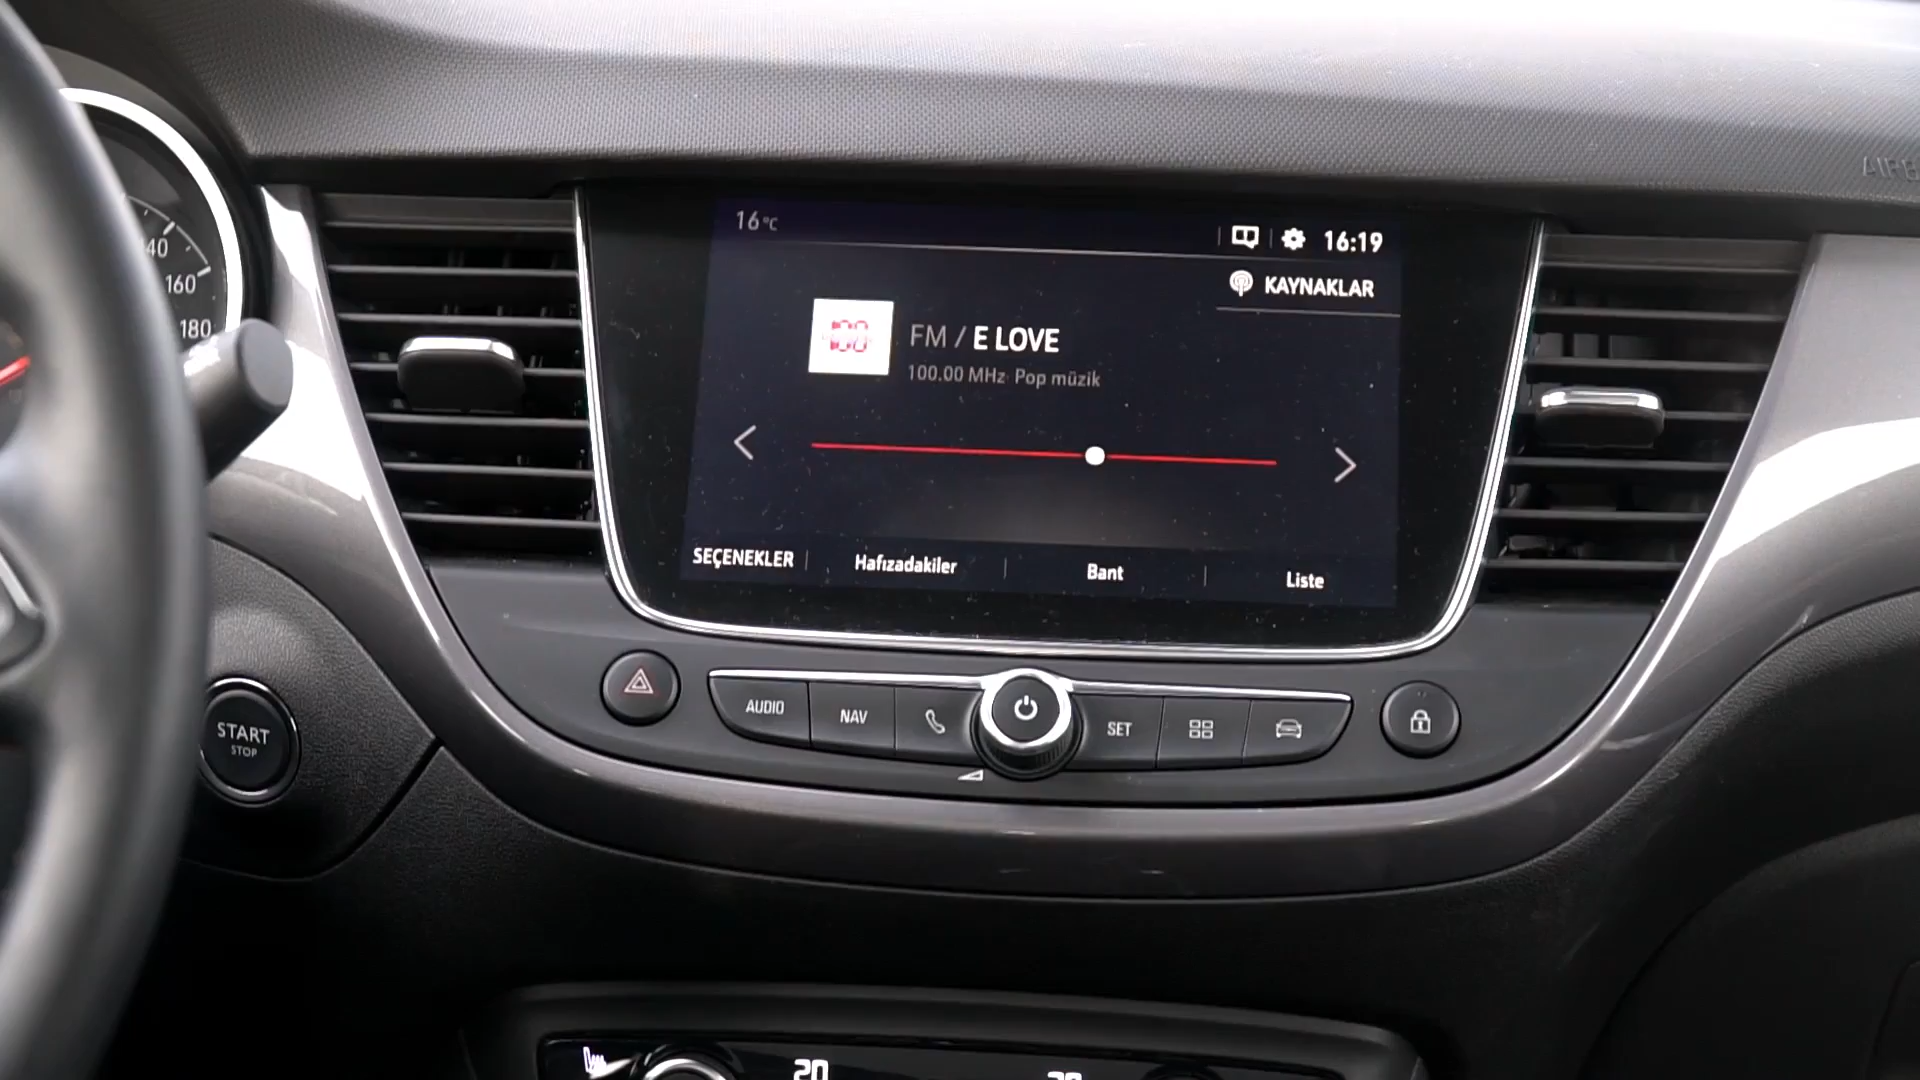 16°C
16:19
KAYNAKLAR
FM / E LOVE
100.00 MHz Pop müzik
SEÇENEKLER
Hafızadakiler
Bant
Liste
AUDIO
NAV
SET
START
STOP
40
160
180
20